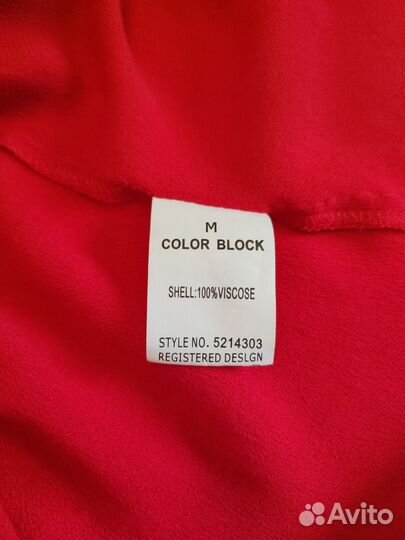 M
COLOR BLOCK
SHELL:100%VISCOSE
STYLE NO. 5214303
REGISTERED DESLGN
Avito